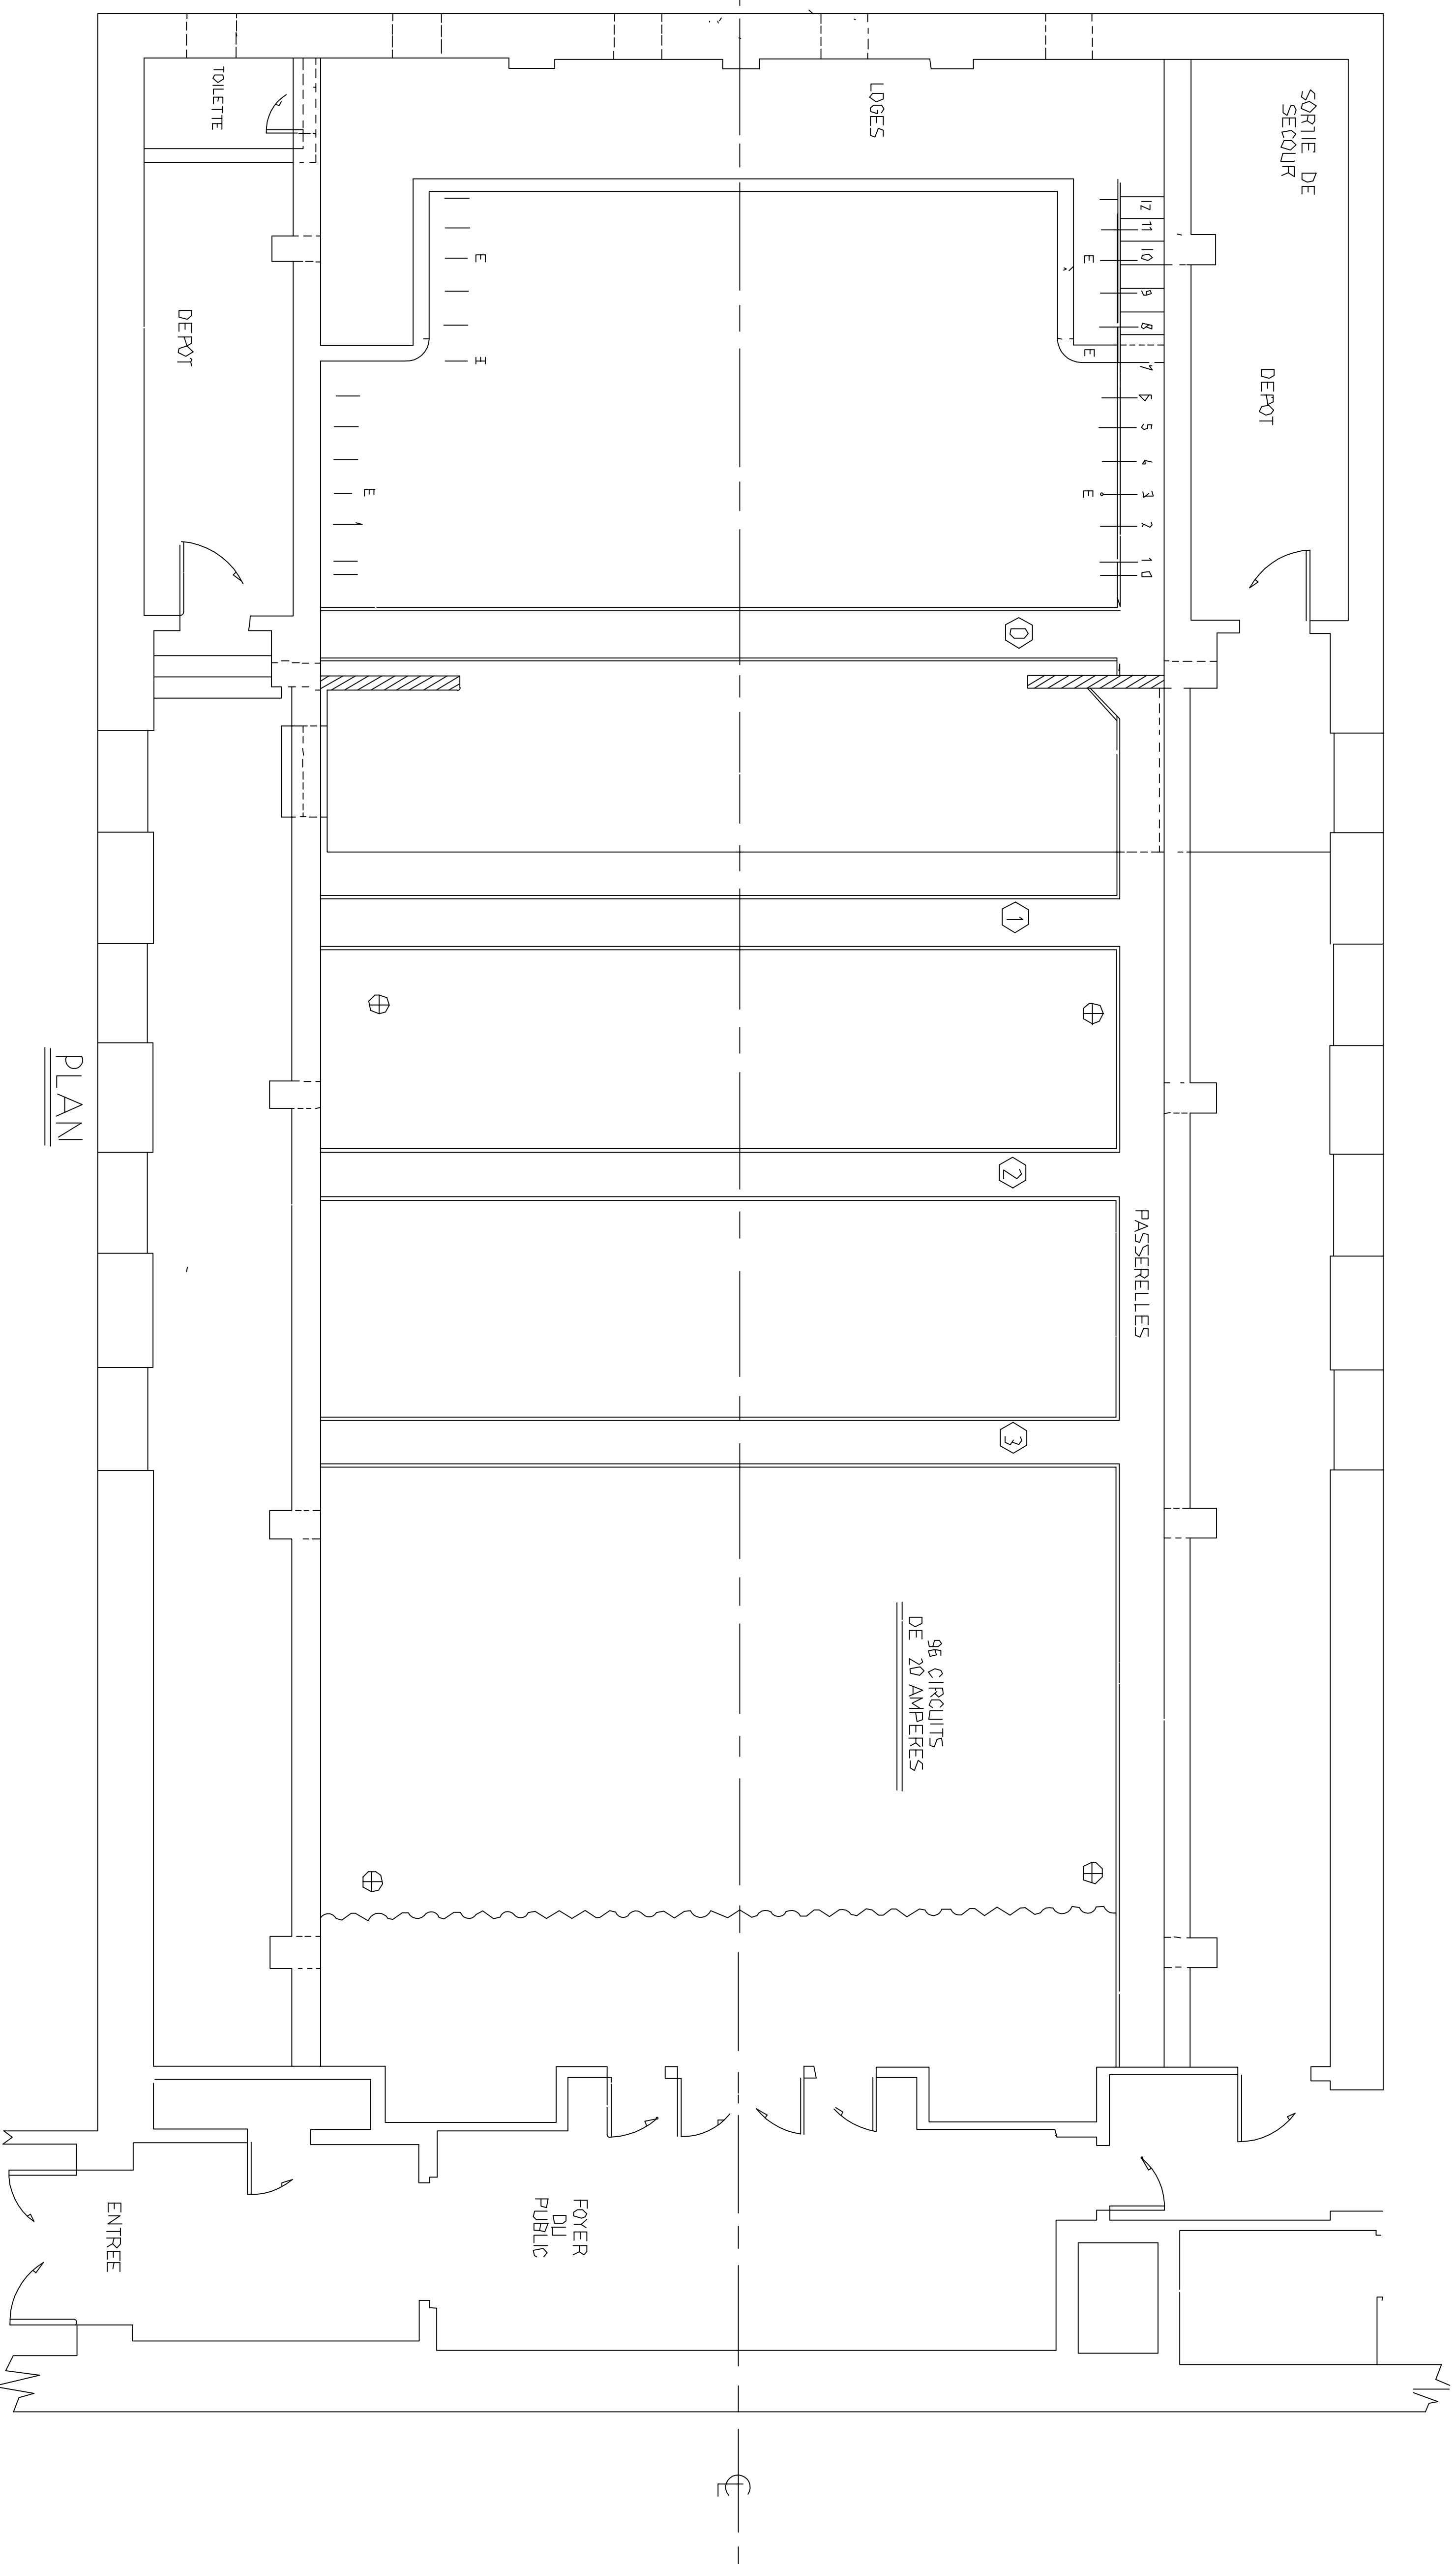 TOILETTE
LOGES
SORTIE DE
SECOUR
DEPOT
DEPOT
12
11
10
9
8
7
6
5
4
3
2
1
0
E
E
E
E
E
E
0
1
2
3
PASSERELLES
PLAN
96 CIRCUITS
DE 20 AMPERES
FOYER
DU
PUBLIC
ENTREE